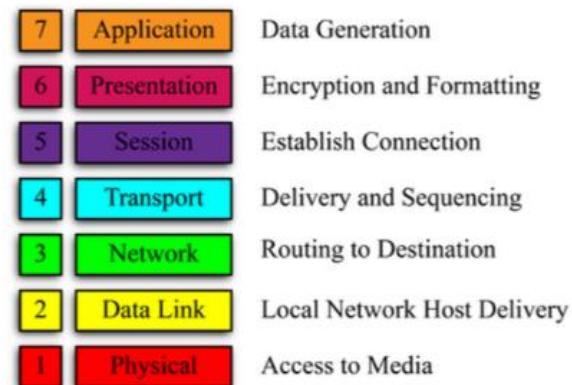 7 Application Data Generation
6 Presentation Encryption and Formatting
5 Session Establish Connection
4 Transport Delivery and Sequencing
3 Network Routing to Destination
2 Data Link Local Network Host Delivery
1 Physical Access to Media